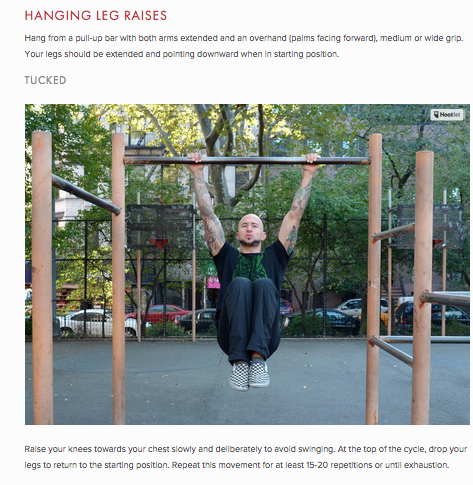 HANGING LEG RAISES
Hang from a pull-up bar with both arms extended and an overhand (palms facing forward), medium or wide grip.
Your legs should be extended and pointing downward when in starting position.
TUCKED
Hootlet
Raise your knees towards your chest slowly and deliberately to avoid swinging. At the top of the cycle, drop your
legs to return to the starting position. Repeat this movement for at least 15-20 repetitions or until exhaustion.